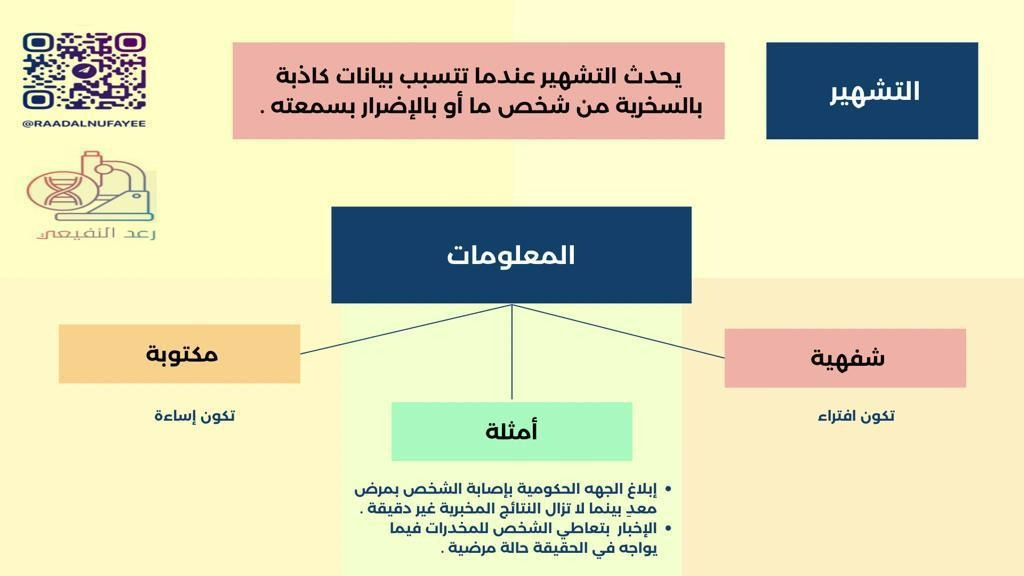 التشهير
يحدث التشهير عندما تتسبب بيانات كاذبة
بالسخرية من شخص ما أو بالإضرار بسمعته .
@RAADALNUFAYEE
رعد النفيعي
المعلومات
شفهية
تكون افتراء
أمثلة
• إبلاغ الجهه الحكومية بإصابة الشخص بمرض
معدِ بينما لا تزال النتائج المخبرية غير دقيقة .
• الإخبار بتعاطي الشخص للمخدرات فيما
يواجه في الحقيقة حالة مرضية .
مكتوبة
تكون إساءة